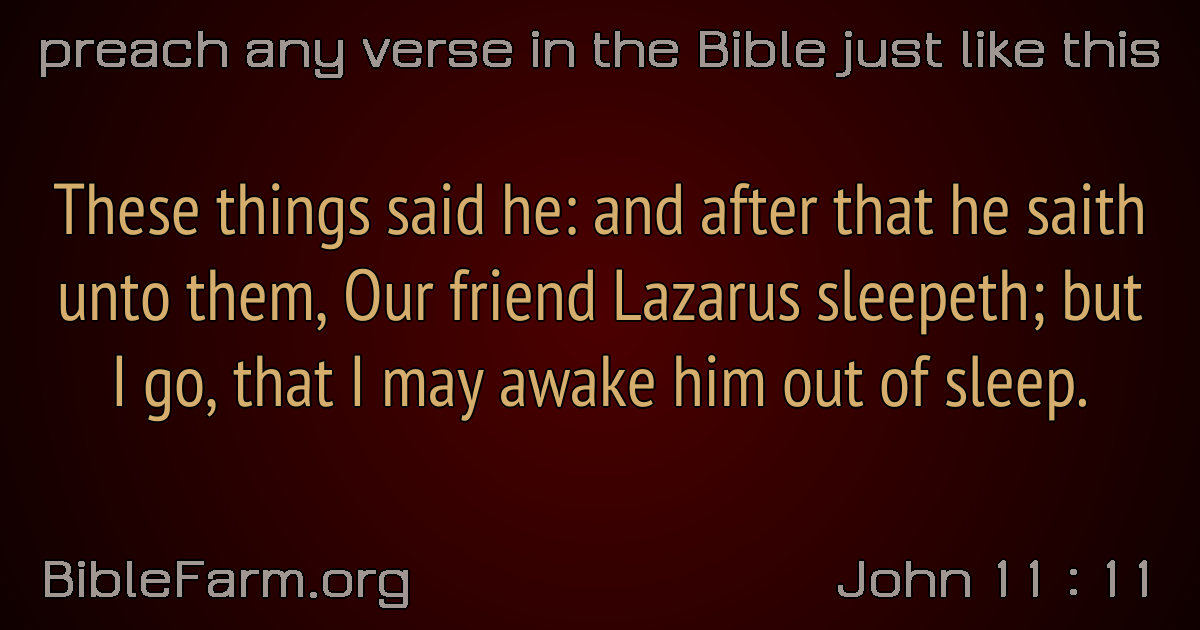 preach any verse in the Bible just like this
These things said he: and after that he saith
unto them, Our friend Lazarus sleepeth; but
I go, that I may awake him out of sleep.
BibleFarm.org
John 11 : 11